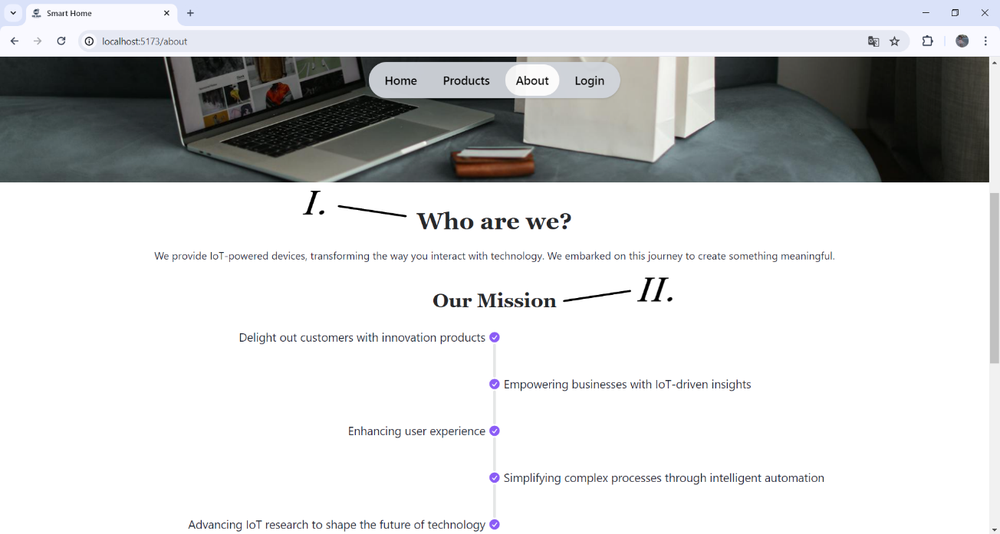 Smart Home
localhost:5173/about
Home Products About Login
I.
Who are we?
We provide IoT-powered devices, transforming the way you interact with technology. We embarked on this journey to create something meaningful.
Our Mission
II.
Delight out customers with innovation products
Empowering businesses with IoT-driven insights
Enhancing user experience
Simplifying complex processes through intelligent automation
Advancing IoT research to shape the future of technology